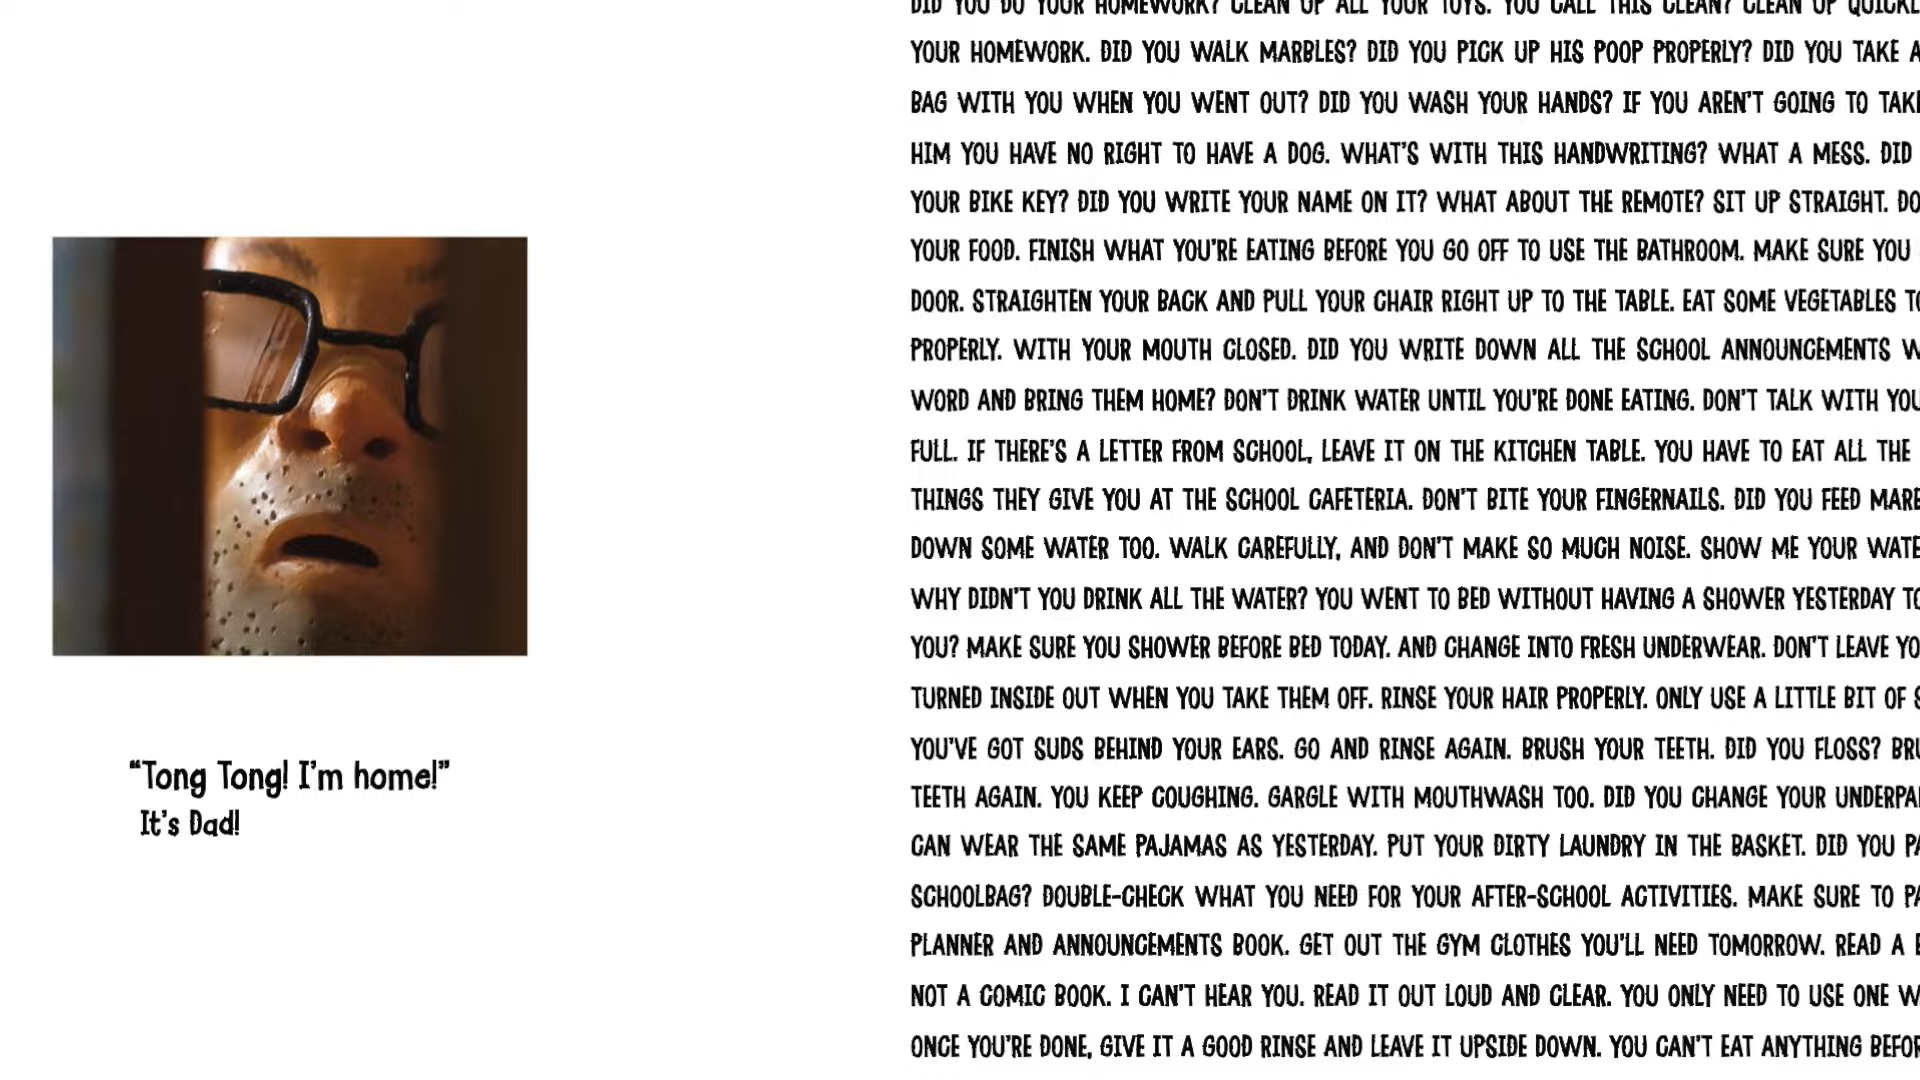 “Tong Tong! I’m home!”
It’s Dad!
DID YOU DO YOUR HOMEWORK? CLEAN UP ALL YOUR TOYS. YOU CALL THIS CLEAN? CLEAN UP
YOUR HOMEWORK. DID YOU WALK MARBLES? DID YOU PICK UP HIS POOP PROPERLY? DID YOU TAKE A
BAG WITH YOU WHEN YOU WENT OUT? DID YOU WASH YOUR HANDS? IF YOU AREN’T GOING TO
HIM YOU HAVE NO RIGHT TO HAVE A DOG. WHAT’S WITH THIS HANDWRITING? WHAT A MESS. DID
YOUR BIKE KEY? DID YOU WRITE YOUR NAME ON IT? WHAT ABOUT THE REMOTE? SIT UP STRAIGHT.
YOUR FOOD. FINISH WHAT YOU’RE EATING BEFORE YOU GO OFF TO USE THE BATHROOM. MAKE SURE YOU
DOOR. STRAIGHTEN YOUR BACK AND PULL YOUR CHAIR RIGHT UP TO THE TABLE. EAT SOME VEGETABLES
PROPERLY. WITH YOUR MOUTH CLOSED. DID YOU WRITE DOWN ALL THE SCHOOL ANNOUNCEMENTS
WORD AND BRING THEM HOME? DON’T DRINK WATER UNTIL YOU’RE DONE EATING. DON’T TALK WITH
FULL. IF THERE’S A LETTER FROM SCHOOL, LEAVE IT ON THE KITCHEN TABLE. YOU HAVE TO EAT ALL THE
THINGS THEY GIVE YOU AT THE SCHOOL CAFETERIA. DON’T BITE YOUR FINGERNAILS. DID YOU FEED
DOWN SOME WATER TOO. WALK CAREFULLY, AND DON’T MAKE SO MUCH NOISE. SHOW ME YOUR
WHY DIDN’T YOU DRINK ALL THE WATER? YOU WENT TO BED WITHOUT HAVING A SHOWER YESTERDAY
YOU? MAKE SURE YOU SHOWER BEFORE BED TODAY. AND CHANGE INTO FRESH UNDERWEAR. DON’T LEAVE
TURNED INSIDE OUT WHEN YOU TAKE THEM OFF. RINSE YOUR HAIR PROPERLY. ONLY USE A LITTLE BIT OF
YOU’VE GOT SUDS BEHIND YOUR EARS. GO AND RINSE AGAIN. BRUSH YOUR TEETH. DID YOU FLOSS?
TEETH AGAIN. YOU KEEP COUGHING. GARGLE WITH MOUTHWASH TOO. DID YOU CHANGE YOUR
CAN WEAR THE SAME PAJAMAS AS YESTERDAY. PUT YOUR DIRTY LAUNDRY IN THE BASKET. DID YOU
SCHOOLBAG? DOUBLE-CHECK WHAT YOU NEED FOR YOUR AFTER-SCHOOL ACTIVITIES. MAKE SURE TO
PLANNER AND ANNOUNCEMENTS BOOK. GET OUT THE GYM CLOTHES YOU’LL NEED TOMORROW. READ A
NOT A COMIC BOOK. I CAN’T HEAR YOU. READ IT OUT LOUD AND CLEAR. YOU ONLY NEED TO USE ONE
ONCE YOU’RE DONE, GIVE IT A GOOD RINSE AND LEAVE IT UPSIDE DOWN. YOU CAN’T EAT ANYTHING